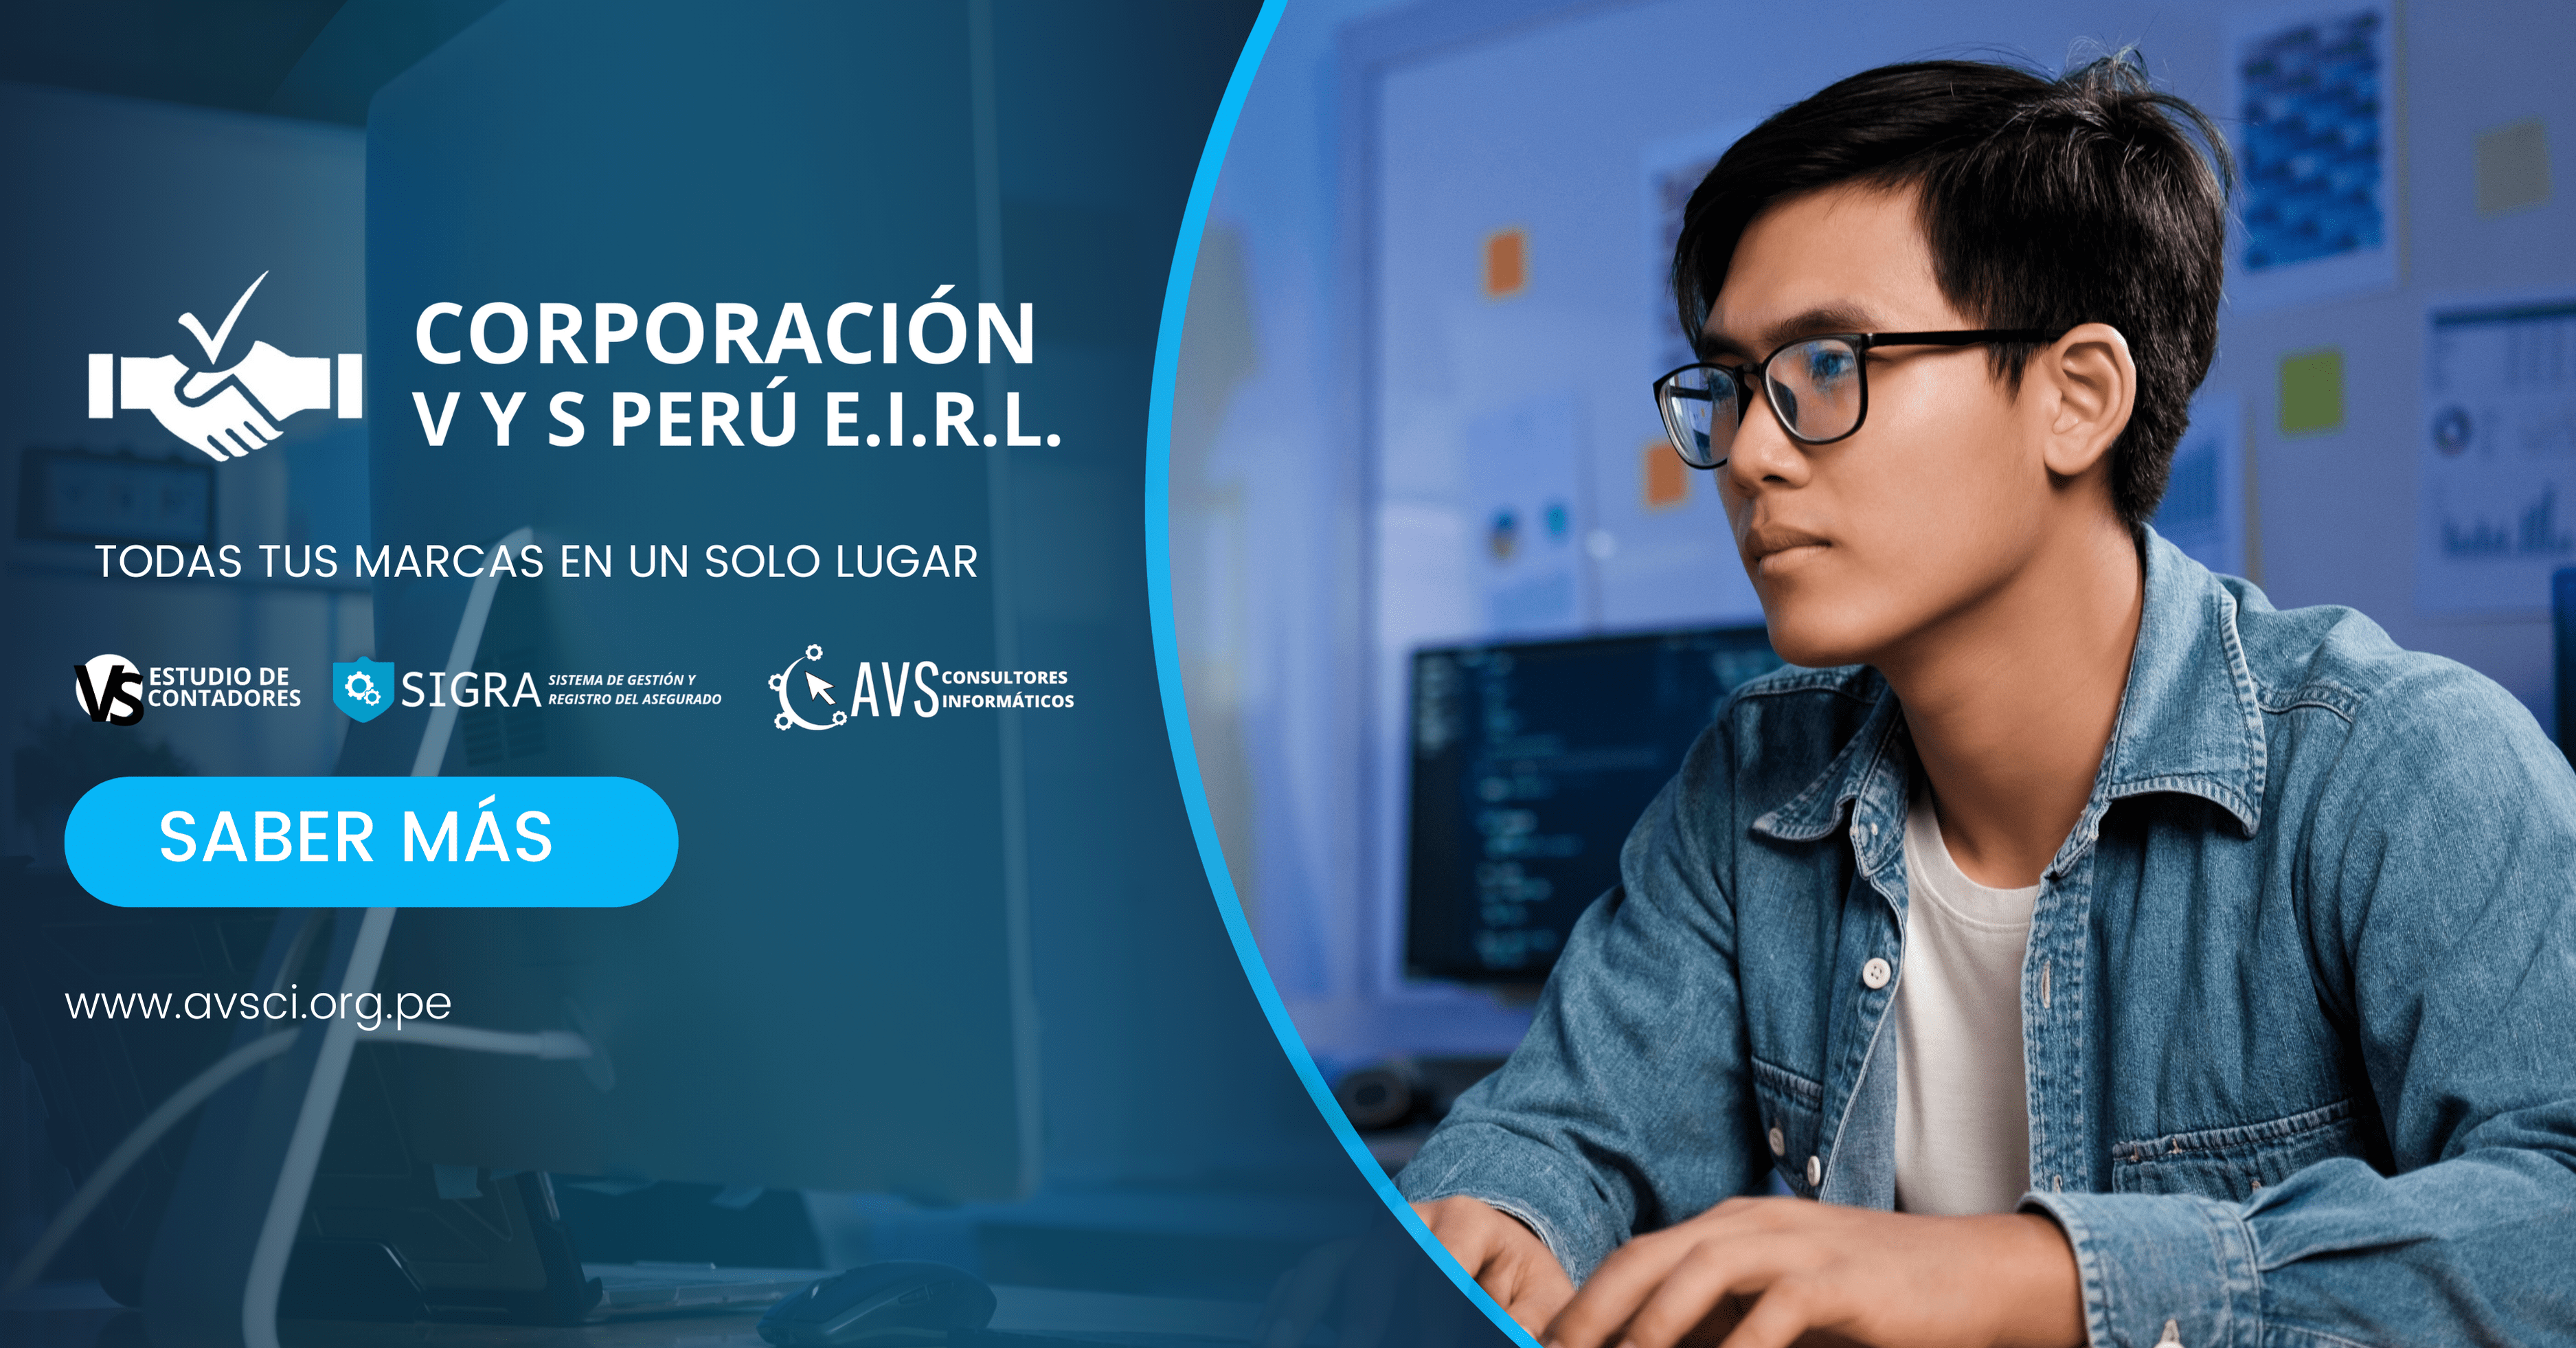 CORPORACIÓN
V Y S PERÚ E.I.R.L.
TODAS TUS MARCAS EN UN SOLO LUGAR
VS ESTUDIO DE
CONTADORES
SIGRA SISTEMA DE GESTIÓN Y
REGISTRO DEL ASEGURADO
AVS CONSULTORES
INFORMÁTICOS
SABER MÁS
www.avsci.org.pe